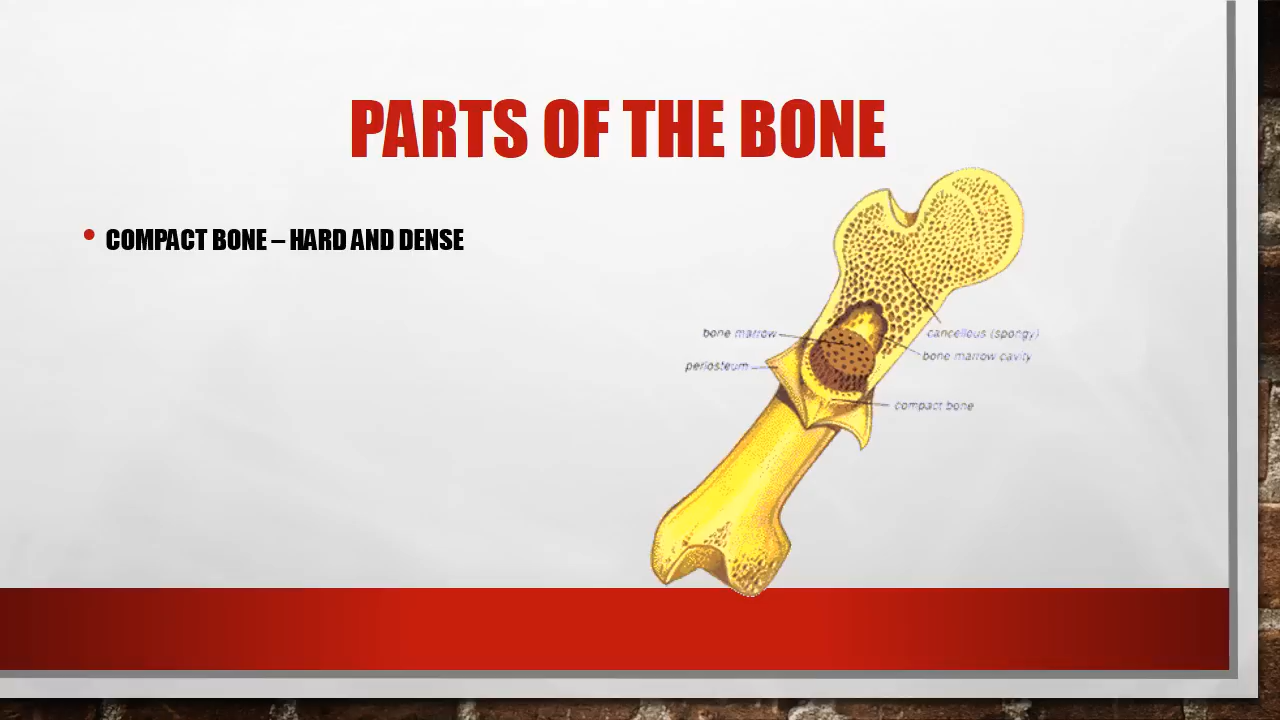 PARTS OF THE BONE
• COMPACT BONE – HARD AND DENSE
bone marrow
cancellous (spongy)
bone marrow cavity
periosteum
compact bone